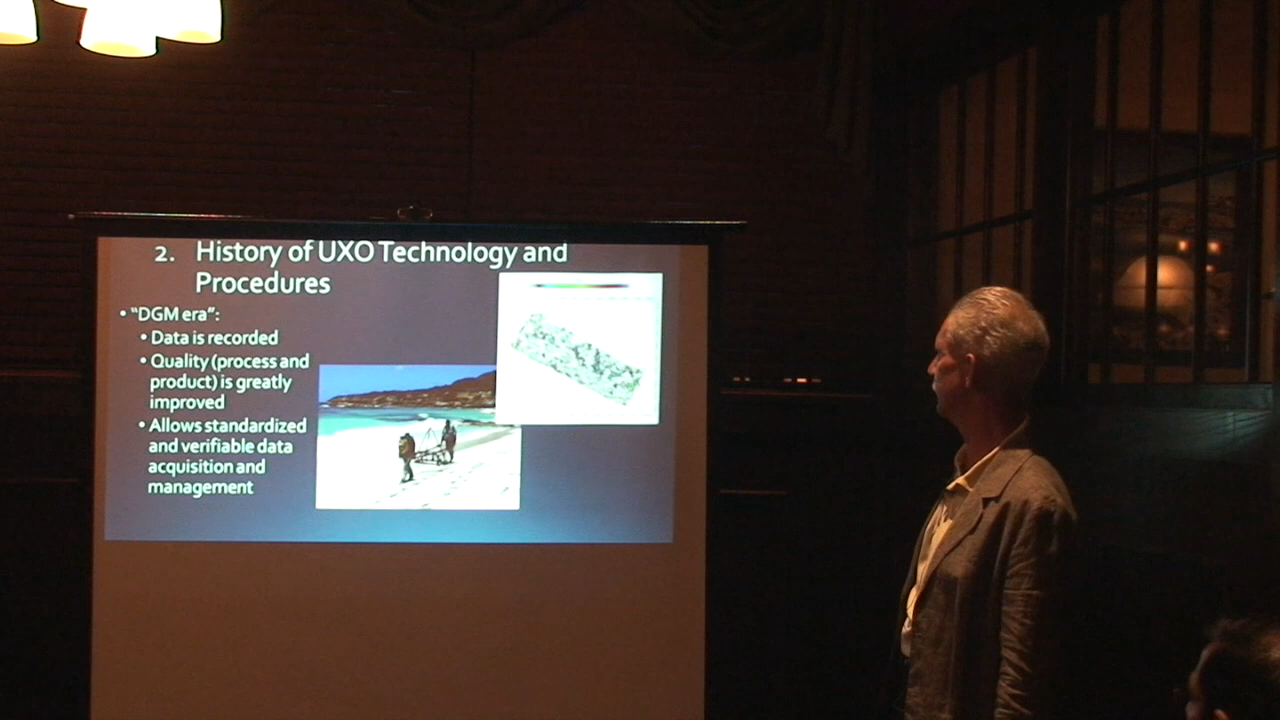 2. History of UXO Technology and
Procedures
• "DGM era":
• Data is recorded
• Quality (process and
product) is greatly
improved
• Allows standardized
and verifiable data
acquisition and
management